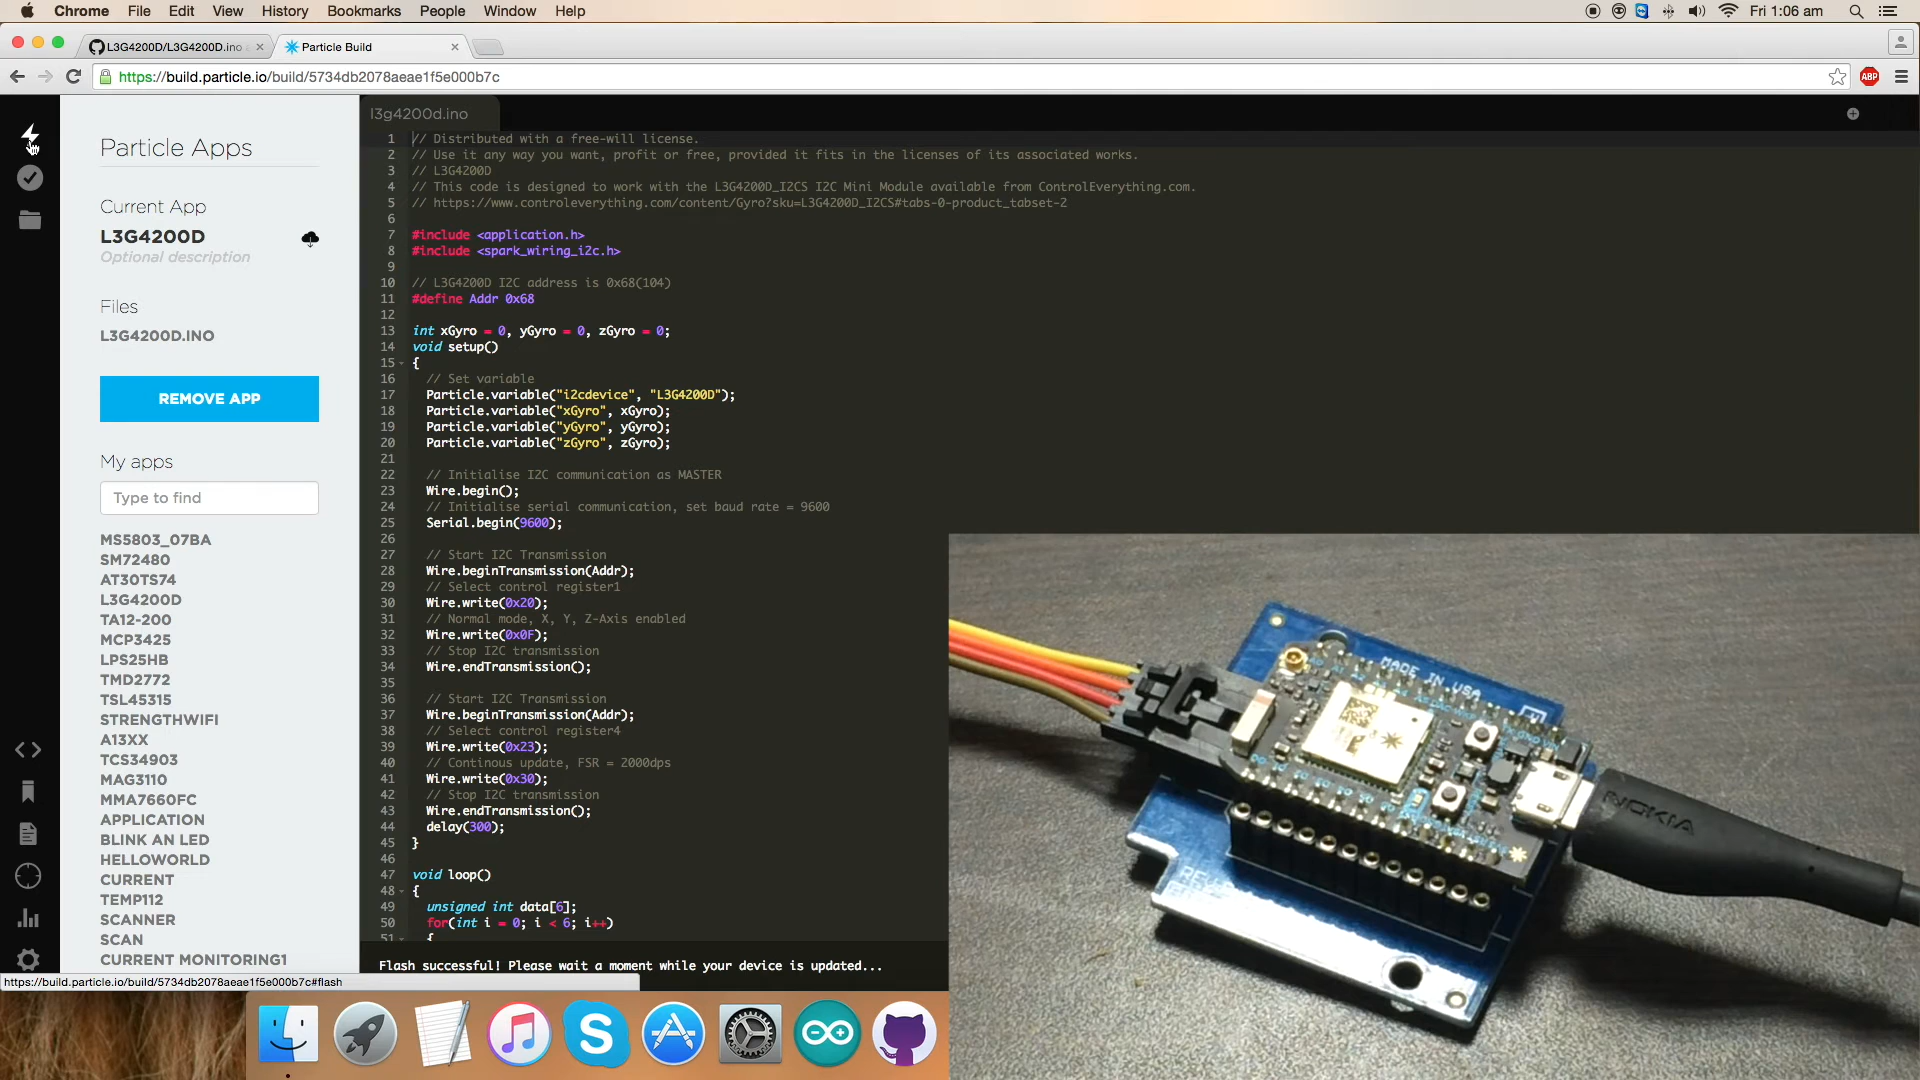 Chrome File Edit View History Bookmarks People Window Help
Fri 1:06 am
L3G4200D/L3G4200D.ino
Particle Build
https://build.particle.io/build/5734db2078aeae1f5e000b7c
ABP
Particle Apps
Current App
L3G4200D
Optional description
Files
L3G4200D.INO
REMOVE APP
My apps
Type to find
MS5803_07BA
SM72480
AT30TS74
L3G4200D
TA12-200
MCP3425
LPS25HB
TMD2772
TSL45315
STRENGTHWIFI
A13XX
TCS34903
MAG3110
MMA7660FC
APPLICATION
BLINK AN LED
HELLOWORLD
CURRENT
TEMP112
SCANNER
SCAN
CURRENT MONITORING1
https://build.particle.io/build/5734db2078aeae1f5e000b7c#flash
l3g4200d.ino
1 // Distributed with a free-will license.
2 // Use it any way you want, profit or free, provided it fits in the licenses of its associated works.
3 // L3G4200D
4 // This code is designed to work with the L3G4200D_I2CS I2C Mini Module available from ControlEverything.com.
5 // https://www.controleverything.com/content/Gyro?sku=L3G4200D_I2CS#tabs-0-product_tabset-2
6
7 #include <application.h>
8 #include <spark_wiring_i2c.h>
9
10 // L3G4200D I2C address is 0x68(104)
11 #define Addr 0x68
12
13 int xGyro = 0, yGyro = 0, zGyro = 0;
14 void setup()
15 {
16 // Set variable
17 Particle.variable("i2cdevice", "L3G4200D");
18 Particle.variable("xGyro", xGyro);
19 Particle.variable("yGyro", yGyro);
20 Particle.variable("zGyro", zGyro);
21
22 // Initialise I2C communication as MASTER
23 Wire.begin();
24 // Initialise serial communication, set baud rate = 9600
25 Serial.begin(9600);
26
27 // Start I2C Transmission
28 Wire.beginTransmission(Addr);
29 // Select control register1
30 Wire.write(0x20);
31 // Normal mode, X, Y, Z-Axis enabled
32 Wire.write(0x0F);
33 // Stop I2C transmission
34 Wire.endTransmission();
35
36 // Start I2C Transmission
37 Wire.beginTransmission(Addr);
38 // Select control register4
39 Wire.write(0x23);
40 // Continous update, FSR = 2000dps
41 Wire.write(0x30);
42 // Stop I2C transmission
43 Wire.endTransmission();
44 delay(300);
45 }
46
47 void loop()
48 {
49 unsigned int data[6];
50 for(int i = 0; i < 6; i++)
51 {
Flash successful! Please wait a moment while your device is updated...
MADE IN USA
NOKIA